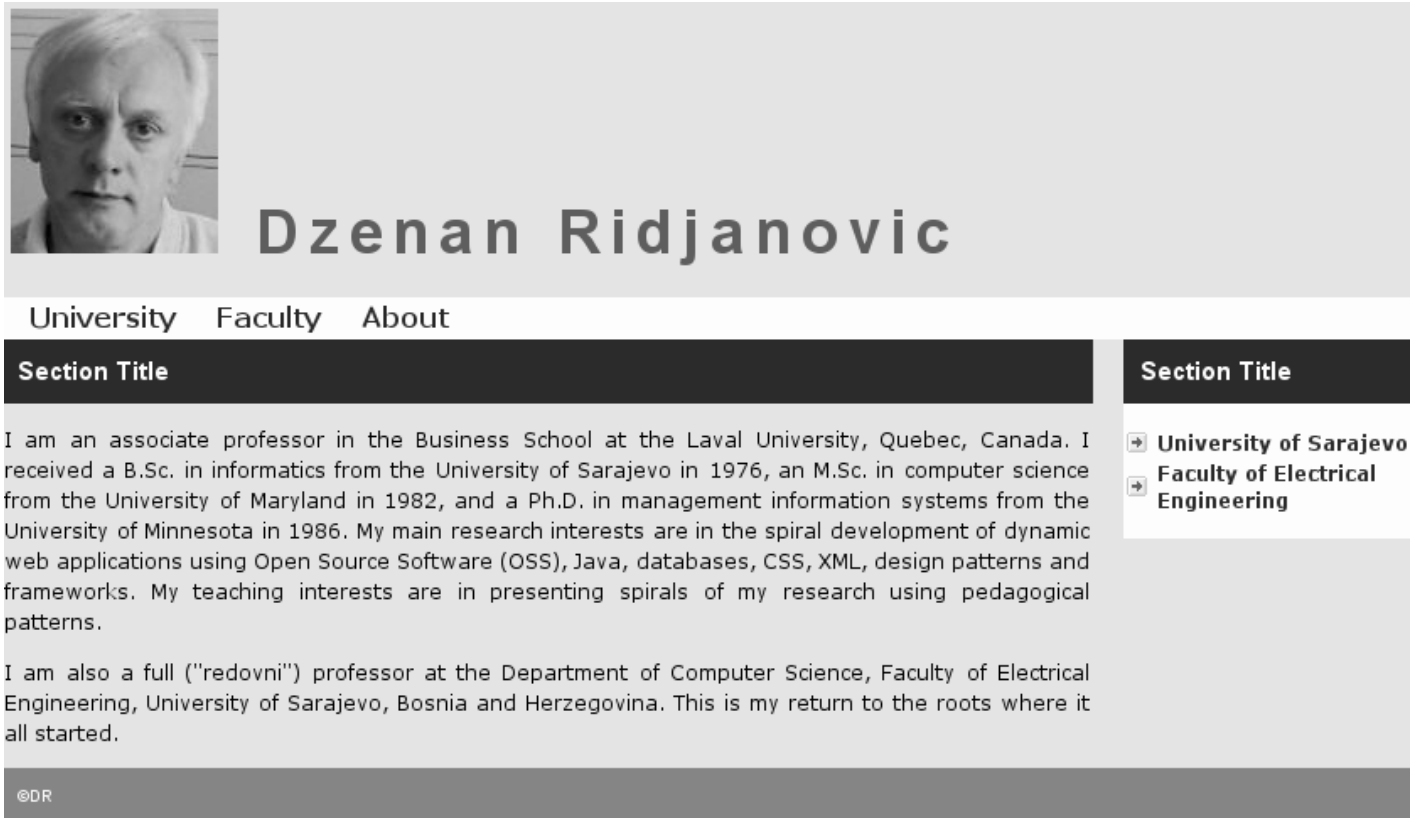 Dzenan Ridjanovic
University Faculty About
Section Title
I am an associate professor in the Business School at the Laval University, Quebec, Canada. I
received a B.Sc. in informatics from the University of Sarajevo in 1976, an M.Sc. in computer science
from the University of Maryland in 1982, and a Ph.D. in management information systems from the
University of Minnesota in 1986. My main research interests are in the spiral development of dynamic
web applications using Open Source Software (OSS), Java, databases, CSS, XML, design patterns and
frameworks. My teaching interests are in presenting spirals of my research using pedagogical
patterns.
I am also a full ("redovni") professor at the Department of Computer Science, Faculty of Electrical
Engineering, University of Sarajevo, Bosnia and Herzegovina. This is my return to the roots where it
all started.
Section Title
University of Sarajevo
Faculty of Electrical
Engineering
©DR